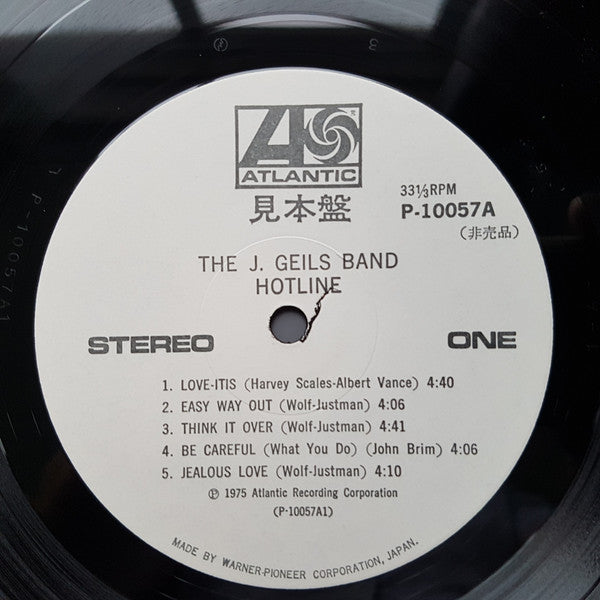 ATLANTIC
見本盤
33⅓RPM
P-10057A
(非売品)
THE J. GEILS BAND
HOTLINE
STEREO
ONE
1. LOVE-ITIS (Harvey Scales-Albert Vance) 4:40
2. EASY WAY OUT (Wolf-Justman) 4:06
3. THINK IT OVER (Wolf-Justman) 4:41
4. BE CAREFUL (What You Do) (John Brim) 4:06
5. JEALOUS LOVE (Wolf-Justman) 4:10
℗ 1975 Atlantic Recording Corporation
(P-10057A1)
MADE BY WARNER-PIONEER CORPORATION, JAPAN.
P-10057A1